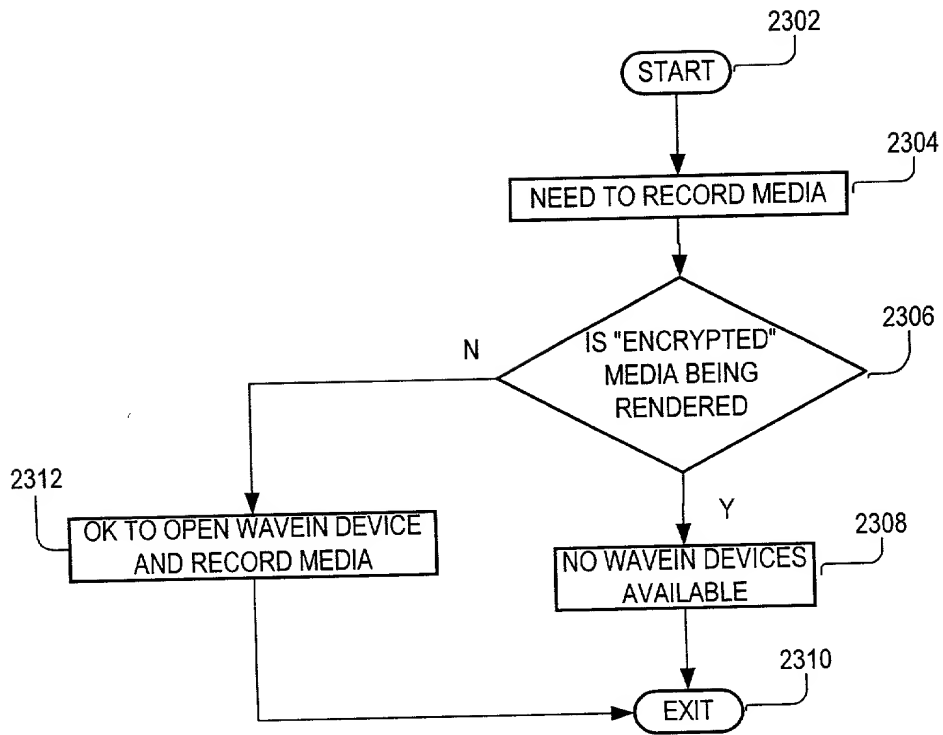 2302
START
2304
NEED TO RECORD MEDIA
2306
IS "ENCRYPTED"
MEDIA BEING
RENDERED
N
2312
OK TO OPEN WAVEIN DEVICE
AND RECORD MEDIA
Y
2308
NO WAVEIN DEVICES
AVAILABLE
2310
EXIT